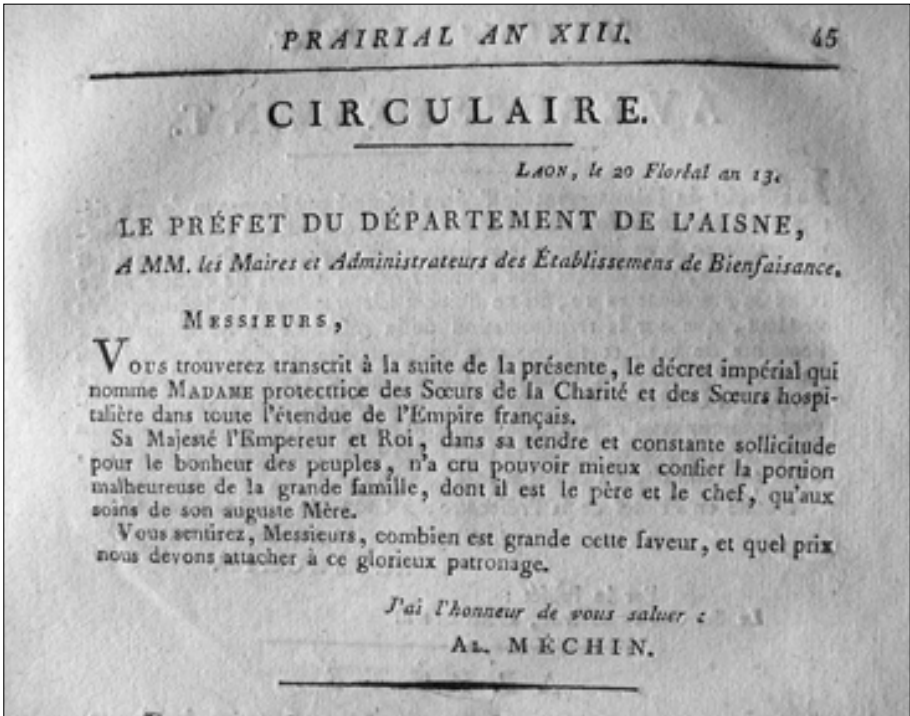 PRAIRIAL AN XIII. 45
CIRCULAIRE.
LAON, le 20 Floréal an 13.
LE PRÉFET DU DÉPARTEMENT DE L'AISNE,
A MM. les Maires et Administrateurs des Établissemens de Bienfaisance.
MESSIEURS,
VOUS trouverez transcrit à la suite de la présente, le décret impérial qui
nomme MADAME protectrice des Sœurs de la Charité et des Sœurs hospi-
talière dans toute l'étendue de l'Empire français.
Sa Majesté l'Empereur et Roi, dans sa tendre et constante sollicitude
pour le bonheur des peuples, n'a cru pouvoir mieux confier la portion
malheureuse de la grande famille, dont il est le père et le chef, qu'aux
soins de son auguste Mère.
Vous sentirez, Messieurs, combien est grande cette faveur, et quel prix
nous devons attacher à ce glorieux patronage.
J'ai l'honneur de vous saluer :
AL. MÉCHIN.